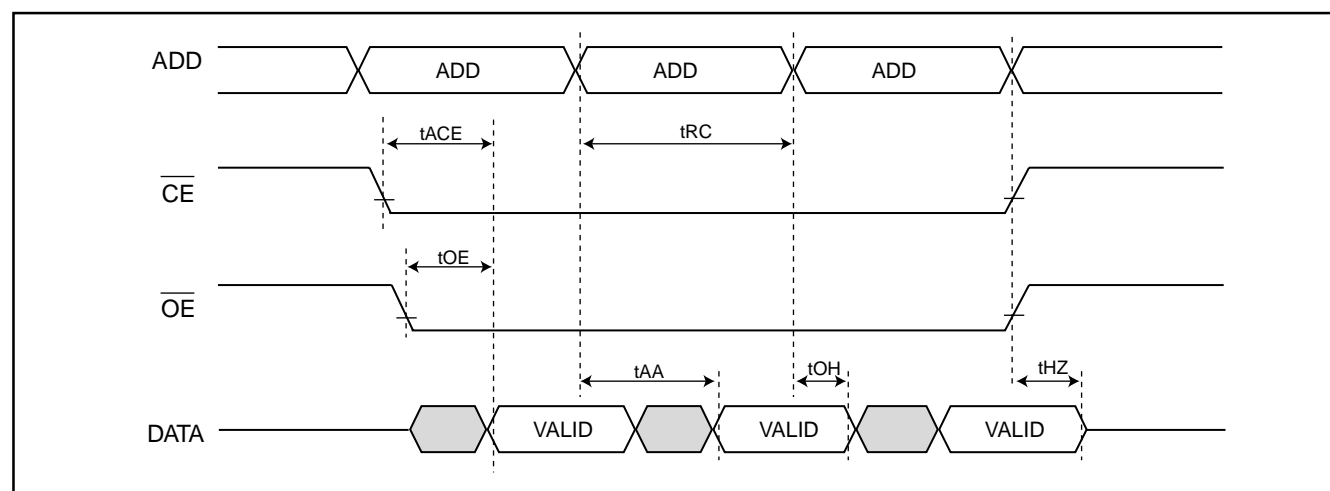 ADD
ADD ADD ADD
tACE tRC
CE
tOE
OE
tAA tOH tHZ
DATA
VALID VALID VALID